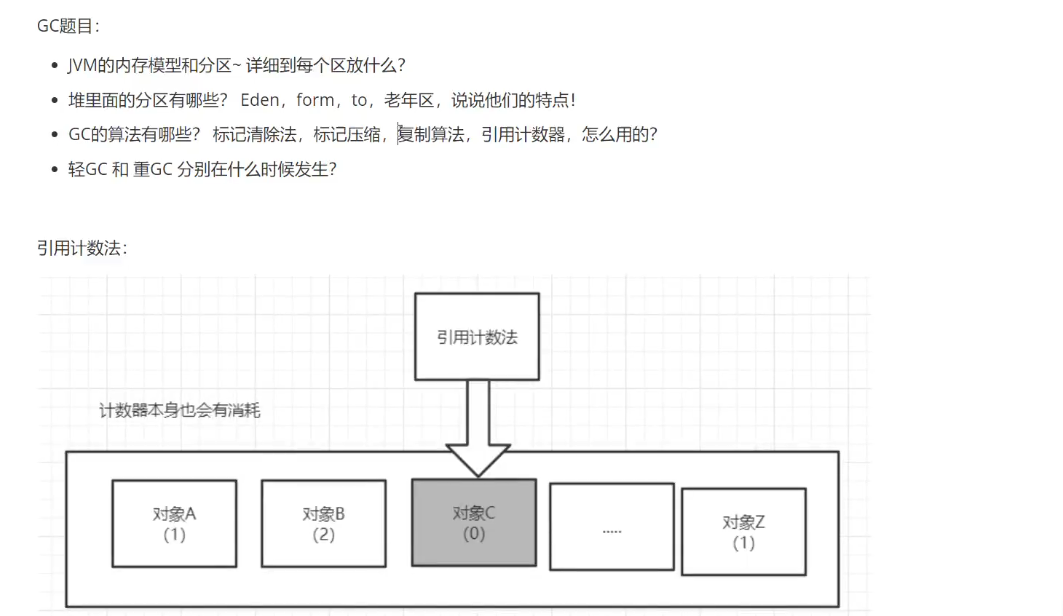 GC题目：
JVM的内存模型和分区~ 详细到每个区放什么？
堆里面的分区有哪些？ Eden，form，to，老年区，说说他们的特点！
GC的算法有哪些？ 标记清除法，标记压缩，复制算法，引用计数器，怎么用的？
轻GC 和 重GC 分别在什么时候发生？
引用计数法：
引用计数法
计数器本身也会有消耗
对象A
（1）
对象B
（2）
对象C
（0）
.....
对象Z
（1）